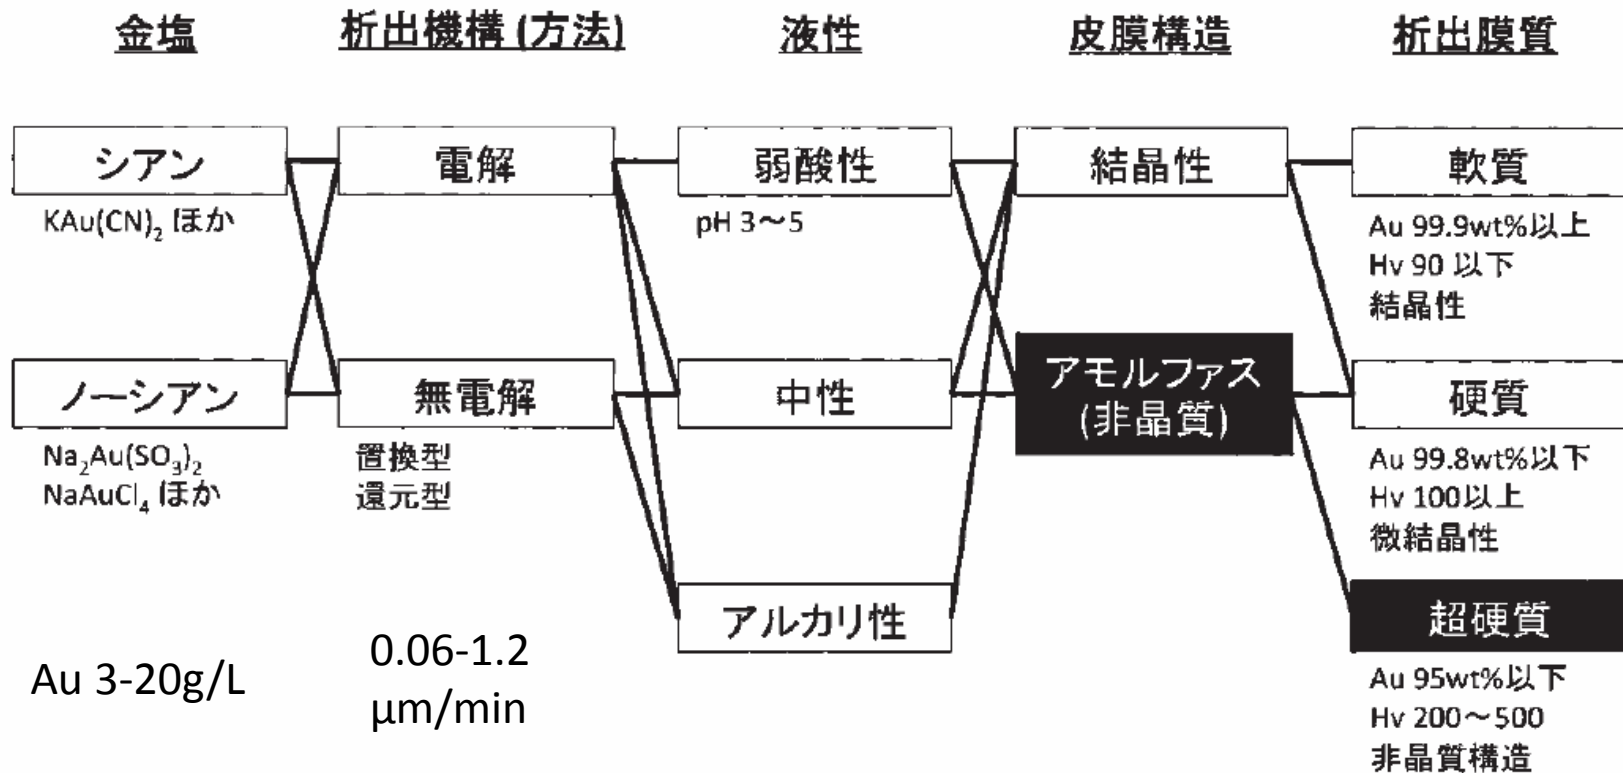 金塩
析出機構 (方法)
液性
皮膜構造
析出膜質
シアン
KAu(CN)₂ ほか
ノーシアン
Na₂Au(SO₃)₂
NaAuCl₄ ほか
Au 3-20g/L
電解
無電解
置換型
還元型
0.06-1.2
μm/min
弱酸性
pH 3～5
中性
アルカリ性
結晶性
アモルファス
(非晶質)
軟質
Au 99.9wt%以上
Hv 90 以下
結晶性
硬質
Au 99.8wt%以下
Hv 100以上
微結晶性
超硬質
Au 95wt%以下
Hv 200～500
非晶質構造